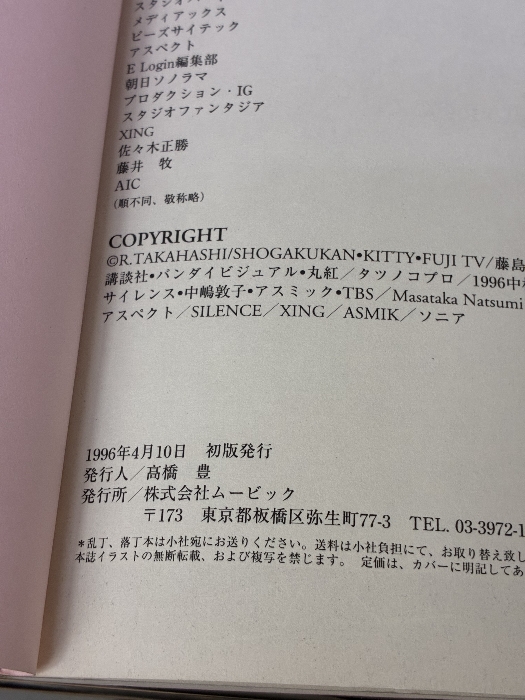 メディアックス
ビーズサイテック
アスペクト
E Login編集部
朝日ソノラマ
プロダクション・IG
スタジオファンタジア
XING
佐々木正勝
藤井　牧
AIC
（順不同、敬称略）
COPYRIGHT
©R.TAKAHASHI/SHOGAKUKAN•KITTY•FUJI TV/藤島
講談社•バンダイビジュアル•丸紅／タツノコプロ／1996中
サイレンス•中嶋敦子•アスミック•TBS／Masataka Natsumi
アスペクト／SILENCE／XING／ASMIK／ソニア
1996年4月10日　初版発行
発行人／高橋　豊
発行所／株式会社ムービック
〒173　東京都板橋区弥生町77-3　TEL. 03-3972-1
＊乱丁、落丁本は小社宛にお送りください。送料は小社負担にて、お取り替え致し
本誌イラストの無断転載、および複写を禁じます。　定価は、カバーに明記してあ